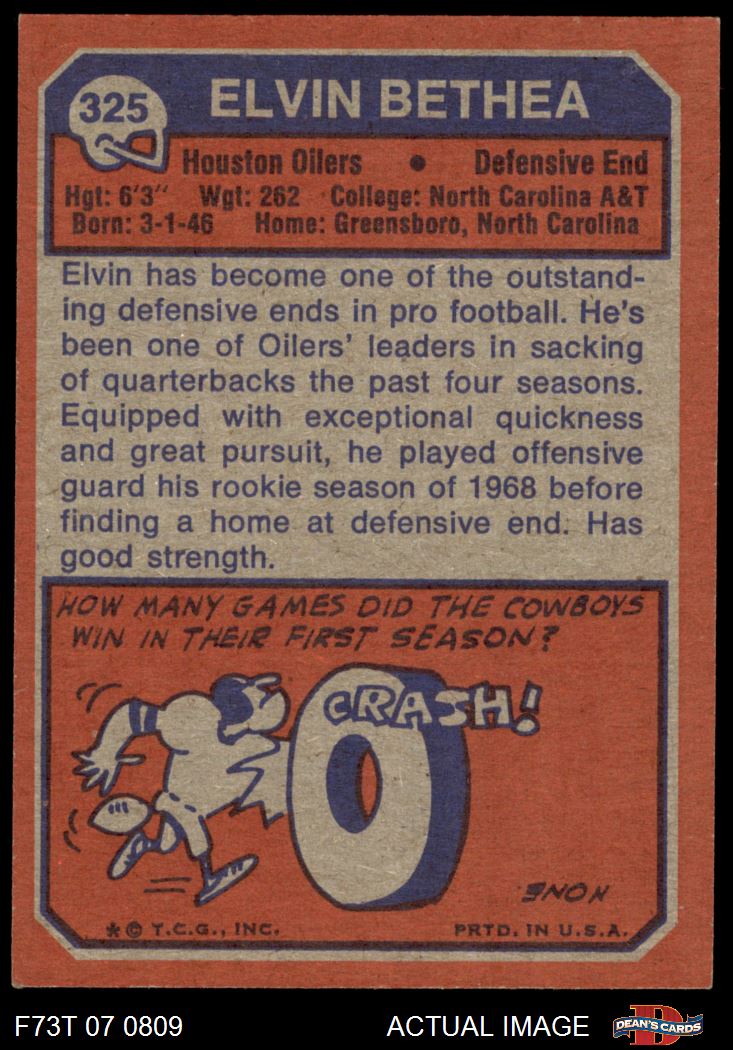 325
ELVIN BETHEA
Houston Oilers • Defensive End
Hgt: 6'3" Wgt: 262 College: North Carolina A&T
Born: 3-1-46 Home: Greensboro, North Carolina
Elvin has become one of the outstand-
ing defensive ends in pro football. He's
been one of Oilers' leaders in sacking
of quarterbacks the past four seasons.
Equipped with exceptional quickness
and great pursuit, he played offensive
guard his rookie season of 1968 before
finding a home at defensive end. Has
good strength.
HOW MANY GAMES DID THE COWBOYS
WIN IN THEIR FIRST SEASON?
CRASH!
0
NONE
*© T.C.G., INC. PRTD. IN U.S.A.
F73T 07 0809 ACTUAL IMAGE
D
DEAN'S CARDS